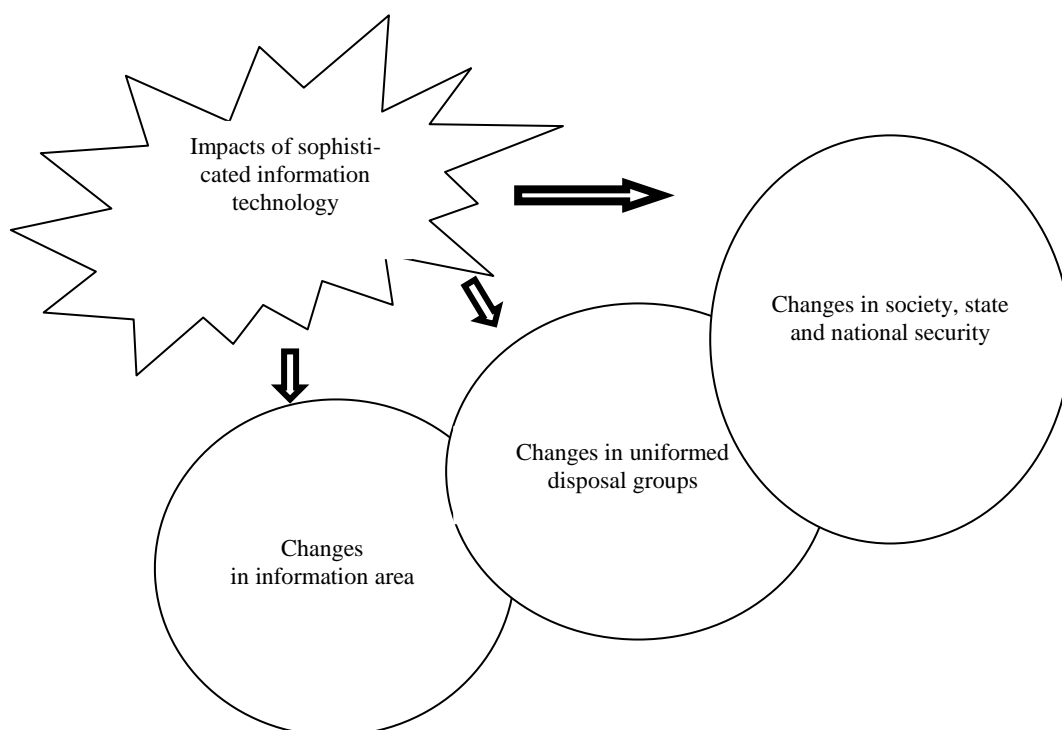 Impacts of sophisti-
cated information
technology
Changes in society, state
and national security
Changes in uniformed
disposal groups
Changes
in information area